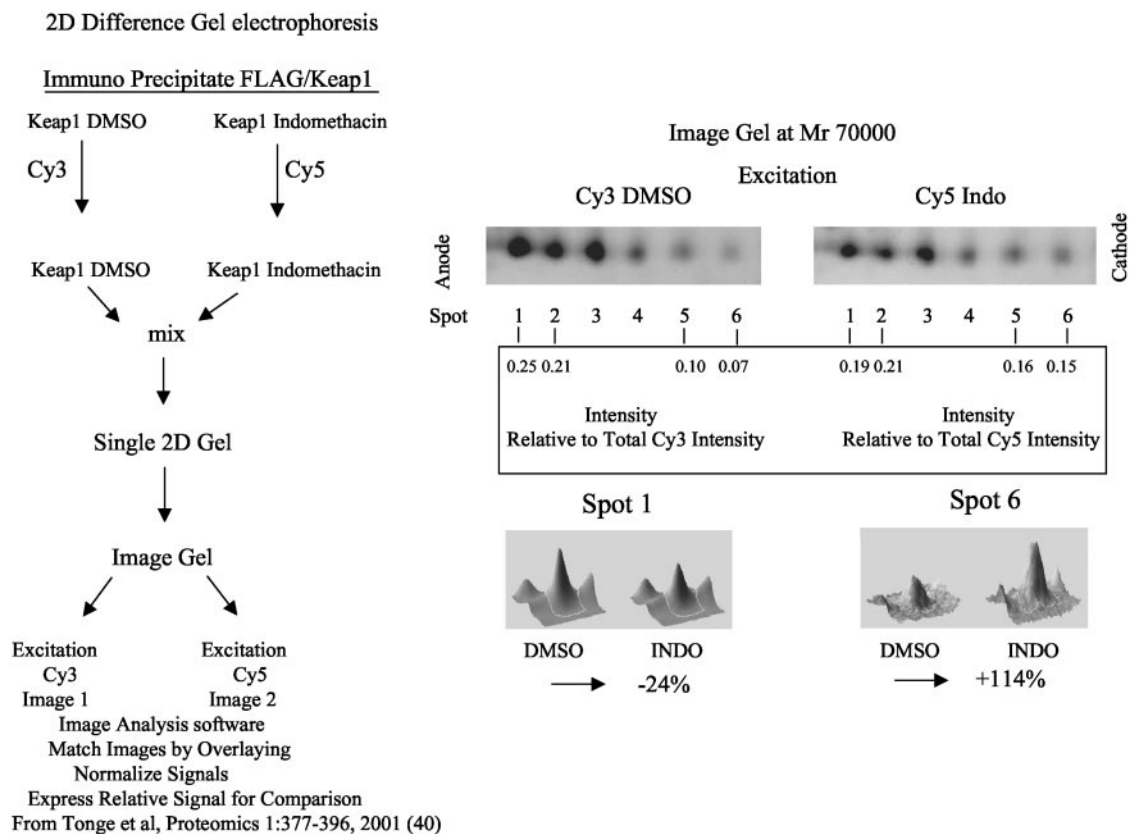 2D Difference Gel electrophoresis
Immuno Precipitate FLAG/Keap1
Keap1 DMSO Keap1 Indomethacin
Cy3 Cy5
Keap1 DMSO Keap1 Indomethacin
mix
Single 2D Gel
Image Gel
Excitation Excitation
Cy3 Cy5
Image 1 Image 2
Image Analysis software
Match Images by Overlaying
Normalize Signals
Express Relative Signal for Comparison
From Tonge et al, Proteomics 1:377-396, 2001 (40)
Image Gel at Mr 70000
Excitation
Cy3 DMSO Cy5 Indo
Anode
Cathode
Spot 1 2 3 4 5 6 1 2 3 4 5 6
0.25 0.21 0.10 0.07 0.19 0.21 0.16 0.15
Intensity Intensity
Relative to Total Cy3 Intensity Relative to Total Cy5 Intensity
Spot 1 Spot 6
DMSO INDO DMSO INDO
-24% +114%